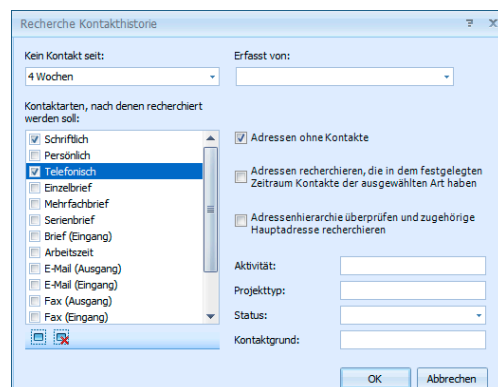 Recherche Kontakthistorie
Kein Kontakt seit:
4 Wochen
Erfasst von:
Kontaktarten, nach denen recherchiert
werden soll:
Schriftlich
Persönlich
Telefonisch
Einzelbrief
Mehrfachbrief
Serienbrief
Brief (Eingang)
Arbeitszeit
E-Mail (Ausgang)
E-Mail (Eingang)
Fax (Ausgang)
Fax (Eingang)
Adressen ohne Kontakte
Adressen recherchieren, die in dem festgelegten
Zeitraum Kontakte der ausgewählten Art haben
Adressenhierarchie überprüfen und zugehörige
Hauptadresse recherchieren
Aktivität:
Projekttyp:
Status:
Kontaktgrund:
OK
Abbrechen